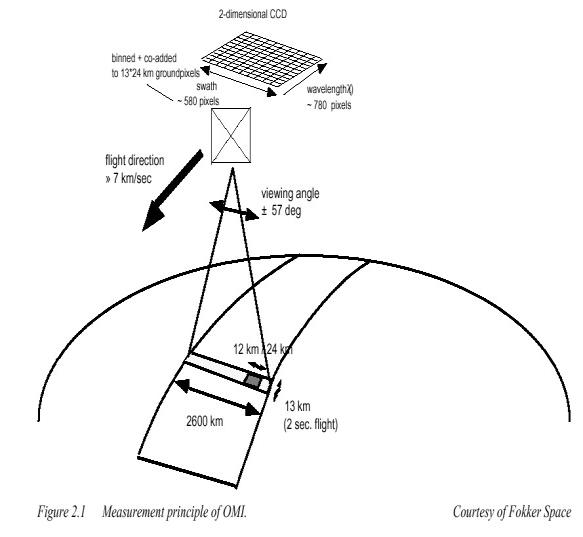 2-dimensional CCD
binned + co-added
to 13*24 km groundpixels
swath
~ 580 pixels
wavelength
~ 780 pixels
flight direction
» 7 km/sec
viewing angle
± 57 deg
12 km / 24 km
13 km
(2 sec. flight)
2600 km
Figure 2.1 Measurement principle of OMI. Courtesy of Fokker Space